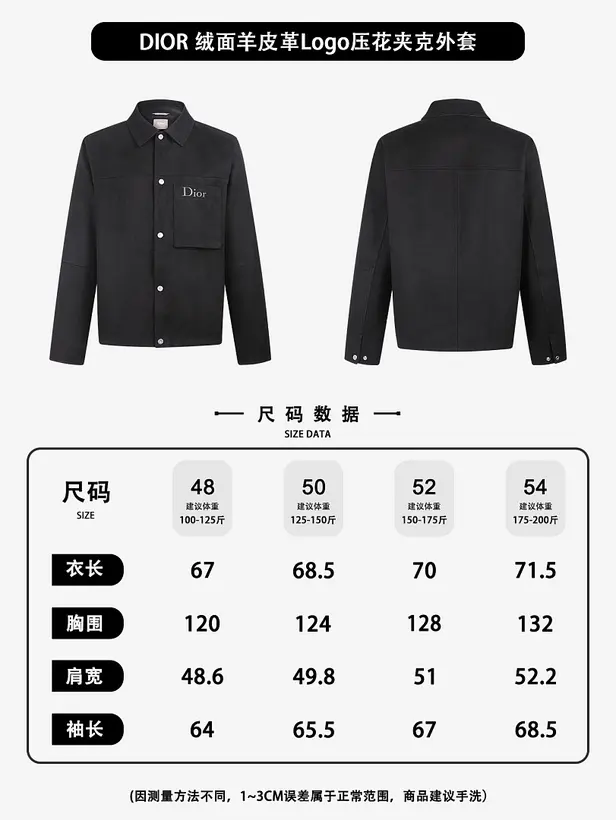 DIOR 绒面羊皮革Logo压花夹克外套
Dior
尺码数据
SIZE DATA
尺码 48 50 52 54
SIZE 建议体重 建议体重 建议体重 建议体重
100-125斤 125-150斤 150-175斤 175-200斤
衣长 67 68.5 70 71.5
胸围 120 124 128 132
肩宽 48.6 49.8 51 52.2
袖长 64 65.5 67 68.5
(因测量方法不同，1~3CM误差属于正常范围，商品建议手洗)